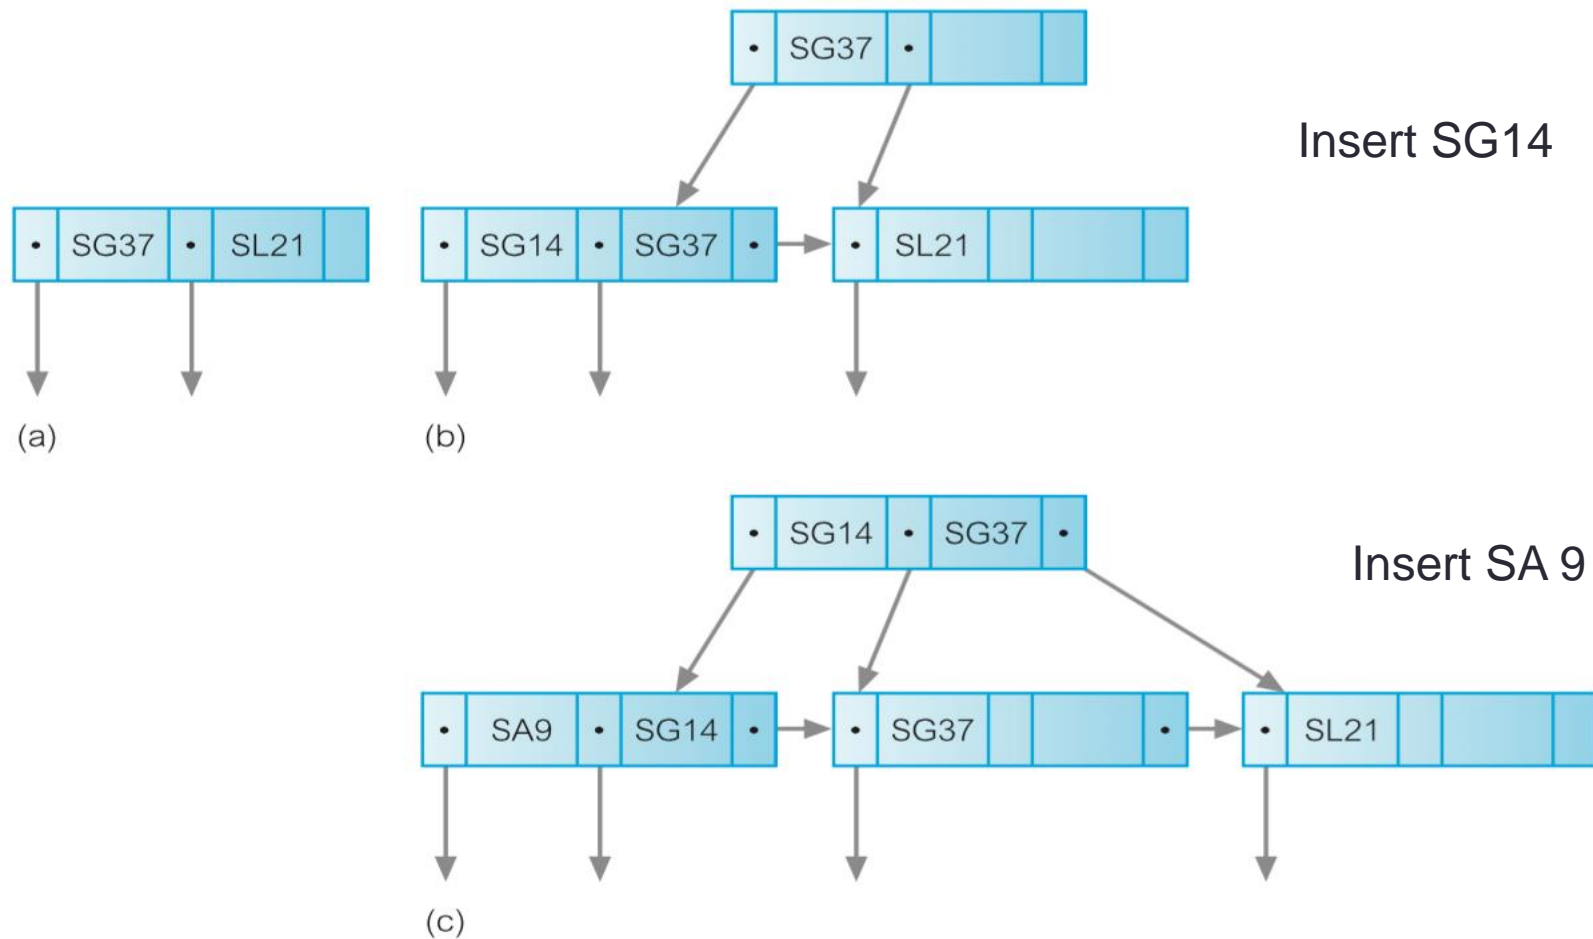 SG37
Insert SG14
SG37 SL21
SG14 SG37
SL21
(a)
(b)
SG14 SG37
Insert SA 9
SA9 SG14
SG37
SL21
(c)